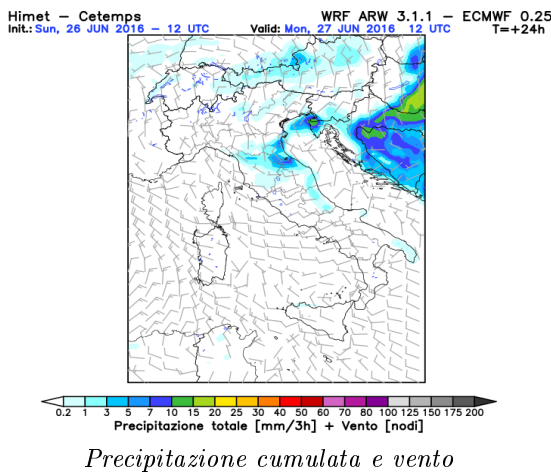 Himet – Cetemps WRF ARW 3.1.1 – ECMWF 0.25
Init.: Sun, 26 JUN 2016 – 12 UTC Valid: Mon, 27 JUN 2016 12 UTC T=+24h
0.2 1 3 5 7 10 15 20 25 30 40 50 60 70 80 100 125 150 175 200
Precipitazione totale [mm/3h] + Vento [nodi]
Precipitazione cumulata e vento